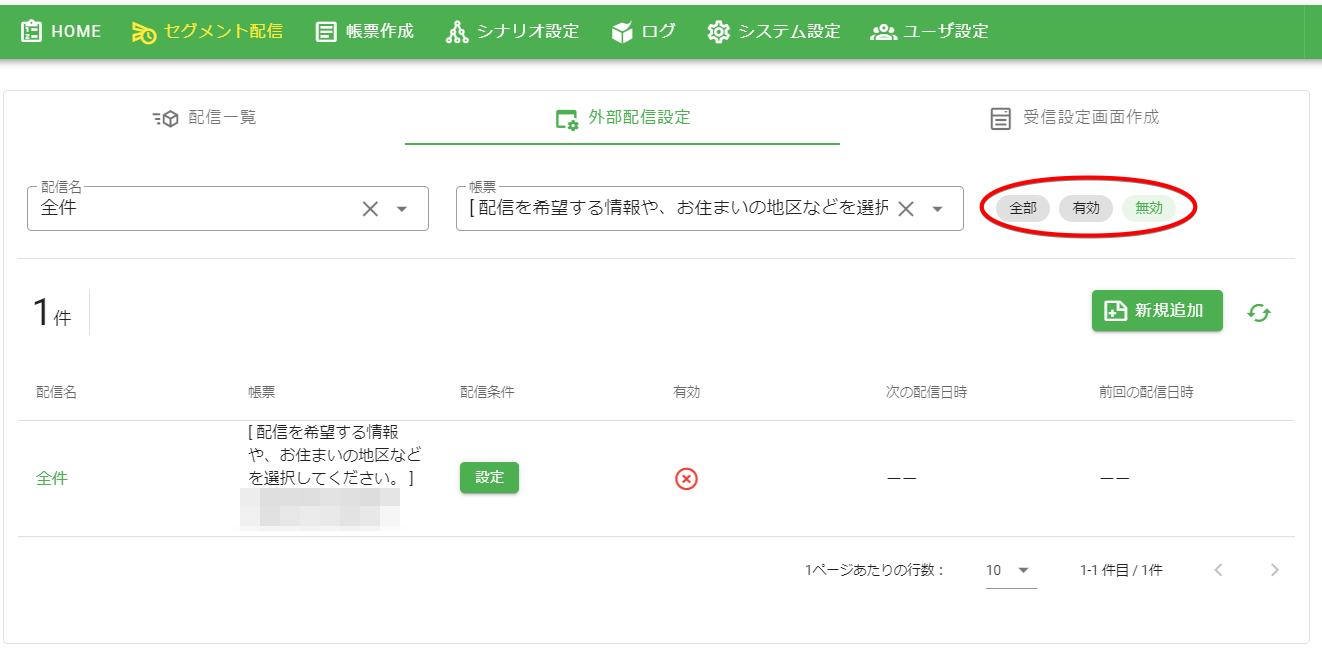 HOME セグメント配信 帳票作成 シナリオ設定 ログ システム設定 ユーザ設定
配信一覧 外部配信設定 受信設定画面作成
配信名 帳票
全件 [ 配信を希望する情報や、お住まいの地区などを選択 全部 有効 無効
1件 新規追加
配信名 帳票 配信条件 有効 次の配信日時 前回の配信日時
[ 配信を希望する情報
や、お住まいの地区など
全件 を選択してください。 ] 設定 ーー ーー
1ページあたりの行数： 10 1-1 件目 / 1件